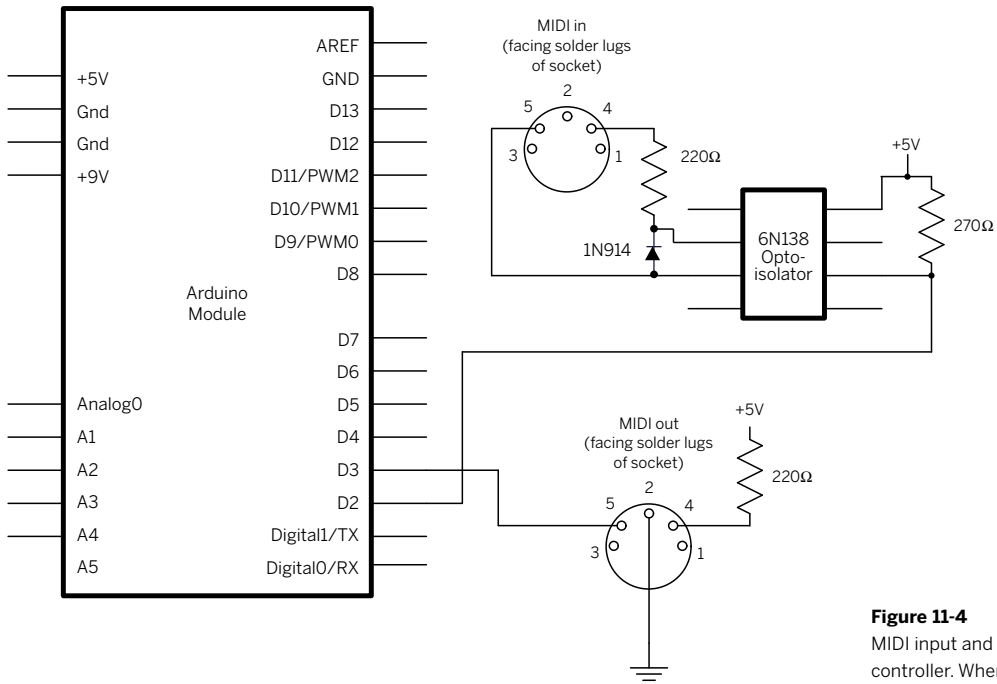 AREF
+5V
GND
Gnd
D13
Gnd
D12
+9V
D11/PWM2
D10/PWM1
D9/PWM0
D8
Arduino
Module
D7
D6
Analog0
D5
A1
D4
A2
D3
A3
D2
A4
Digital1/TX
A5
Digital0/RX
MIDI in
(facing solder lugs
of socket)
2
5
4
3
1
220Ω
1N914
6N138
Opto-
isolator
+5V
270Ω
MIDI out
(facing solder lugs
of socket)
2
5
4
3
1
+5V
220Ω
Figure 11-4
MIDI input and
controller. Whe